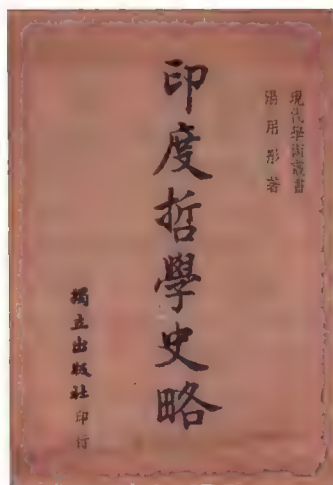 現代學術叢書
湯用彤著
印度哲學史略
獨立出版社印行